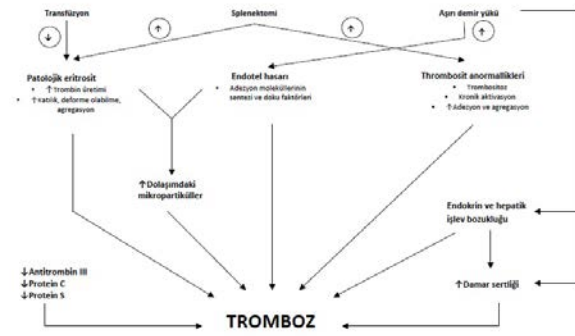 Transfüzyon
Splenektomi
Aşırı demir yükü
↓
↑
↑
↑
Patolojik eritrosit
• ↑Trombin üretimi
• ↑Katılık, deforme olabilme,
agregasyon
Endotel hasarı
• Adezyon moleküllerinin
sentezi ve doku faktörleri
Thrombosit anormallikleri
• Trombositoz
• Kronik aktivasyon
• ↑Adezyon ve agregasyon
↑Dolaşımdaki
mikropartiküller
Endokrin ve hepatik
işlev bozukluğu
↓Antitrombin III
↓Protein C
↓Protein S
↑Damar sertliği
TROMBOZ